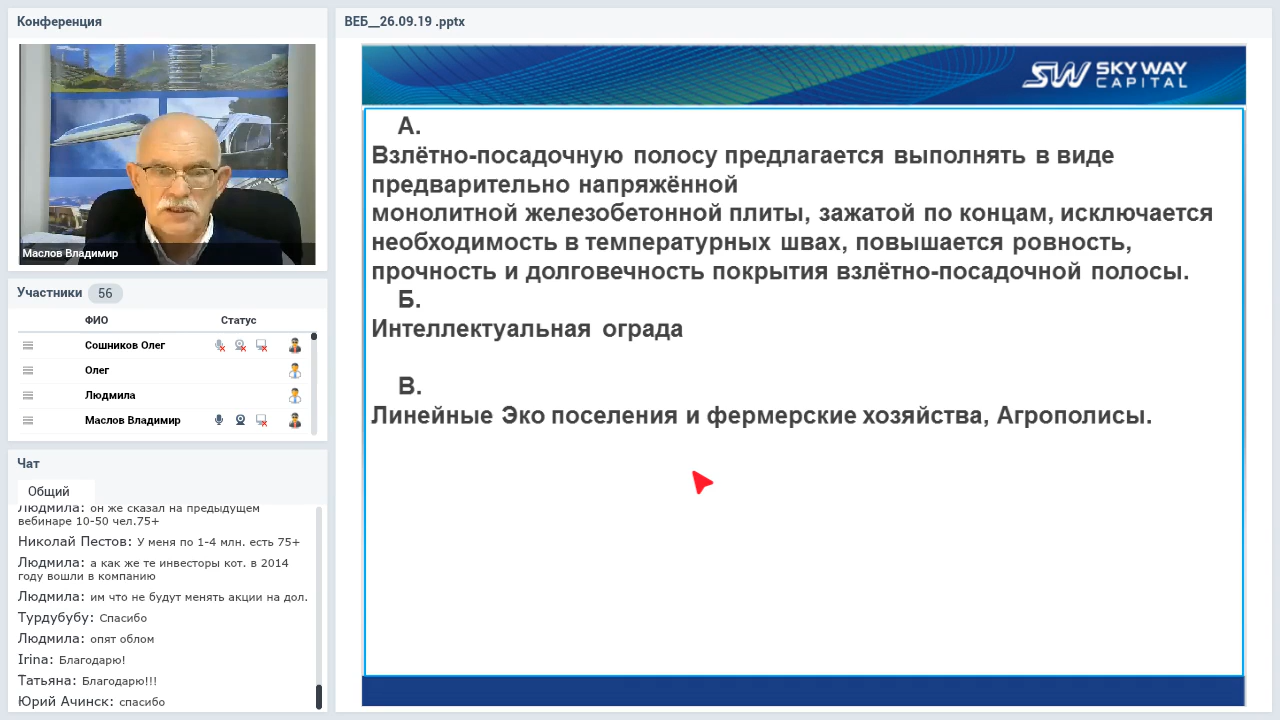 Конференция
Маслов Владимир
Участники 56
ФИО Статус
Сошников Олег
Олег
Людмила
Маслов Владимир
Чат
Общий
Людмила: он же сказал на предыдущем
вебинаре 10-50 чел.75+
Николай Пестов: У меня по 1-4 млн. есть 75+
Людмила: а как же те инвесторы кот. в 2014
году вошли в компанию
Людмила: им что не будут менять акции на дол.
Турдубубу: Спасибо
Людмила: опят облом
Irina: Благодарю!
Татьяна: Благодарю!!!
Юрий Ачинск: спасибо
ВЕБ__26.09.19 .pptx
SW SKY WAY
CAPITAL
А.
Взлётно-посадочную полосу предлагается выполнять в виде
предварительно напряжённой
монолитной железобетонной плиты, зажатой по концам, исключается
необходимость в температурных швах, повышается ровность,
прочность и долговечность покрытия взлётно-посадочной полосы.
Б.
Интеллектуальная ограда
В.
Линейные Эко поселения и фермерские хозяйства, Агрополисы.